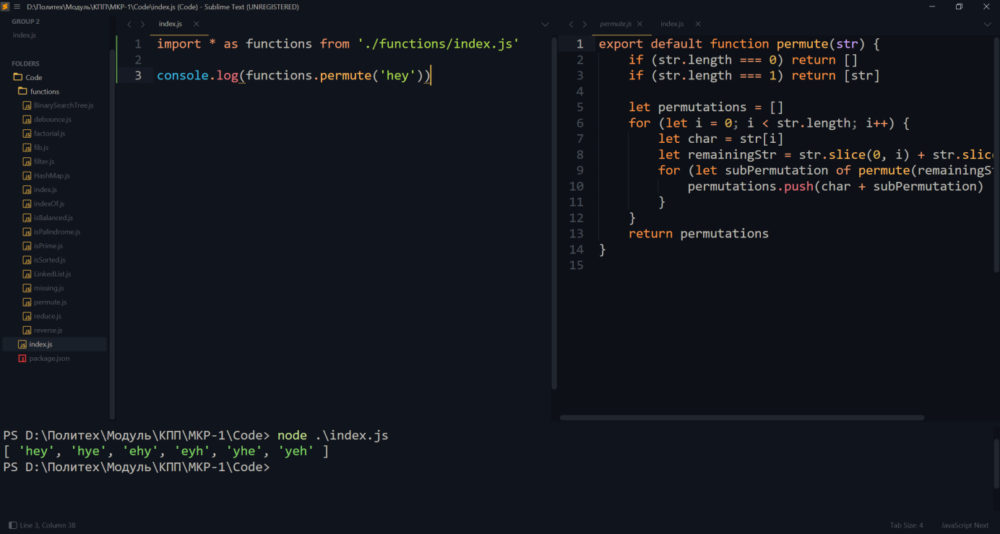 D:\Политех\Модуль\КПП\МКР-1\Code\index.js (Code) - Sublime Text (UNREGISTERED)
GROUP 2
index.js
FOLDERS
Code
functions
BinarySearchTree.js
debounce.js
factorial.js
fib.js
filter.js
HashMap.js
index.js
indexOf.js
isBalanced.js
isPalindrome.js
isPrime.js
isSorted.js
LinkedList.js
missing.js
permute.js
reduce.js
reverse.js
index.js
package.json
index.js
1 import * as functions from './functions/index.js'
2
3 console.log(functions.permute('hey'))
permute.js index.js
1 export default function permute(str) {
2 if (str.length === 0) return []
3 if (str.length === 1) return [str]
4
5 let permutations = []
6 for (let i = 0; i < str.length; i++) {
7 let char = str[i]
8 let remainingStr = str.slice(0, i) + str.slic
9 for (let subPermutation of permute(remainingSt
10 permutations.push(char + subPermutation)
11 }
12 }
13 return permutations
14 }
15
PS D:\Политех\Модуль\КПП\МКР-1\Code> node .\index.js
[ 'hey', 'hye', 'ehy', 'eyh', 'yhe', 'yeh' ]
PS D:\Политех\Модуль\КПП\МКР-1\Code>
Line 3, Column 38
Tab Size: 4
JavaScript Next